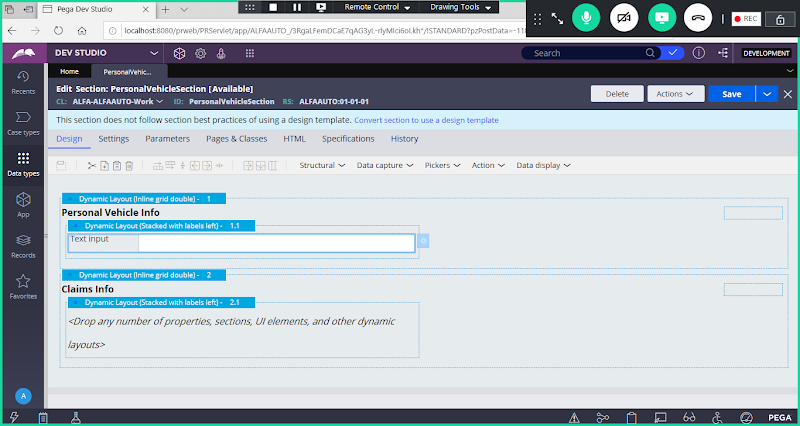 Pega Dev Studio
Remote Control
Drawing Tools
localhost:8080/prweb/PRServlet/app/ALFAAUTO_/3RgaLFemDCaE7qAG3yL-rlyMIci6oLkh*/!STANDARD?pzPostData=-118
REC
DEV STUDIO
Search
DEVELOPMENT
Home
PersonalVehic...
Edit Section: PersonalVehicleSection [Available]
CL: ALFA-ALFAAUTO-Work ID: PersonalVehicleSection RS: ALFAAUTO:01-01-01
Delete
Actions
Save
This section does not follow section best practices of using a design template. Convert section to use a design template
Design Settings Parameters Pages & Classes HTML Specifications History
Structural Data capture Pickers Action Data display
Recents
Case types
Data types
App
Records
Favorites
Dynamic Layout (Inline grid double) - 1
Personal Vehicle Info
Dynamic Layout (Stacked with labels left) - 1.1
Text input
Dynamic Layout (Inline grid double) - 2
Claims Info
Dynamic Layout (Stacked with labels left) - 2.1
<Drop any number of properties, sections, UI elements, and other dynamic
layouts>
A
PEGA